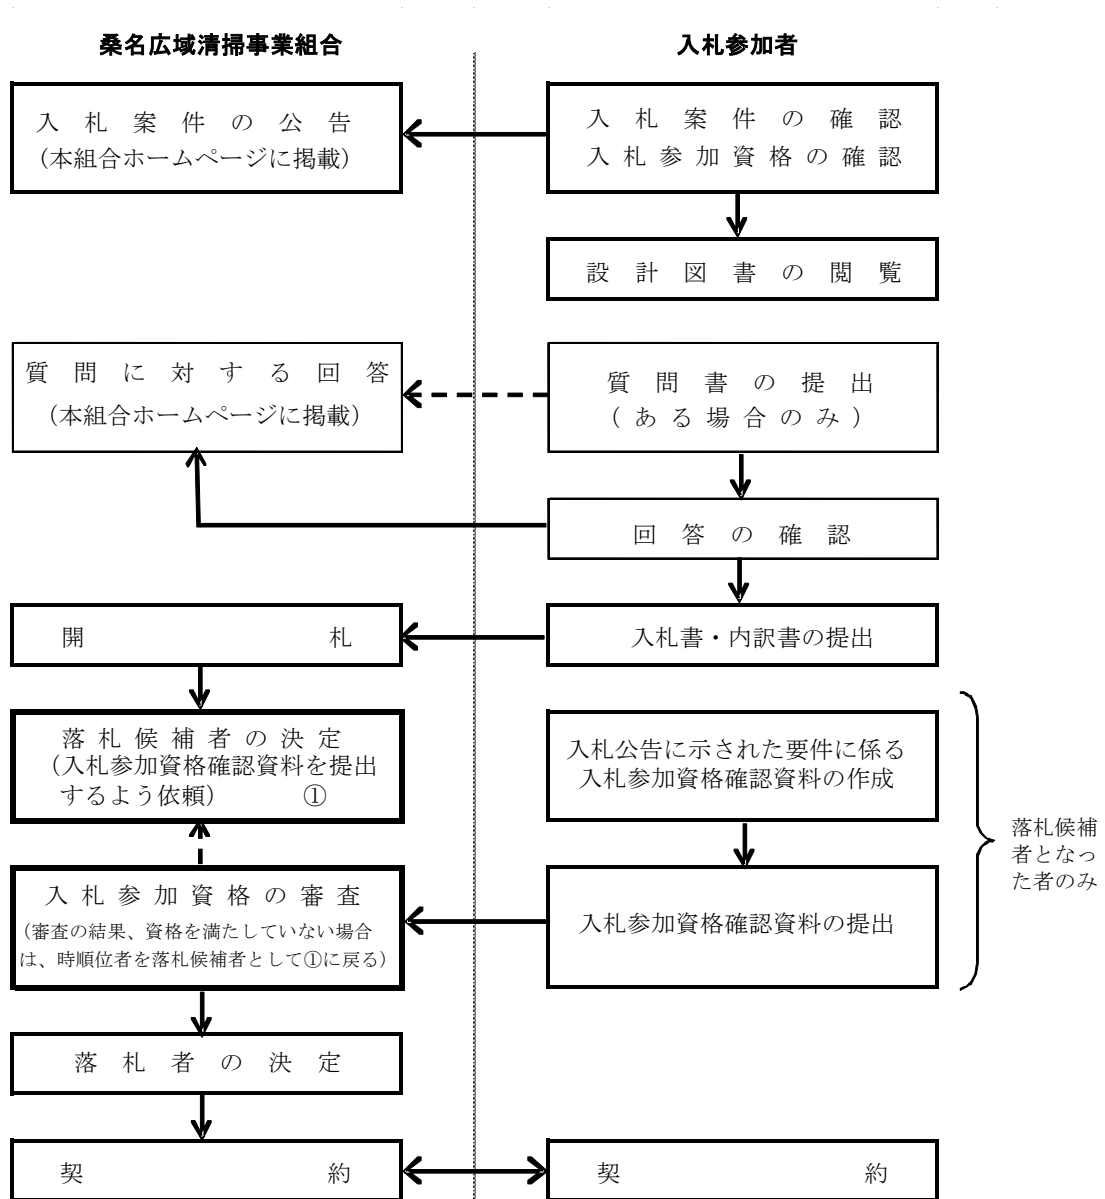 桑名広域清掃事業組合
入札参加者
入札案件の公告
（本組合ホームページに掲載）
入札案件の確認
入札参加資格の確認
設計図書の閲覧
質問に対する回答
（本組合ホームページに掲載）
質問書の提出
（ある場合のみ）
回答の確認
開札
入札書・内訳書の提出
落札候補者の決定
（入札参加資格確認資料を提出
するよう依頼） ①
入札公告に示された要件に係る
入札参加資格確認資料の作成
落札候補
者となっ
た者のみ
入札参加資格の審査
（審査の結果、資格を満たしていない場合
は、時順位者を落札候補者として①に戻る）
入札参加資格確認資料の提出
落札者の決定
契約
契約